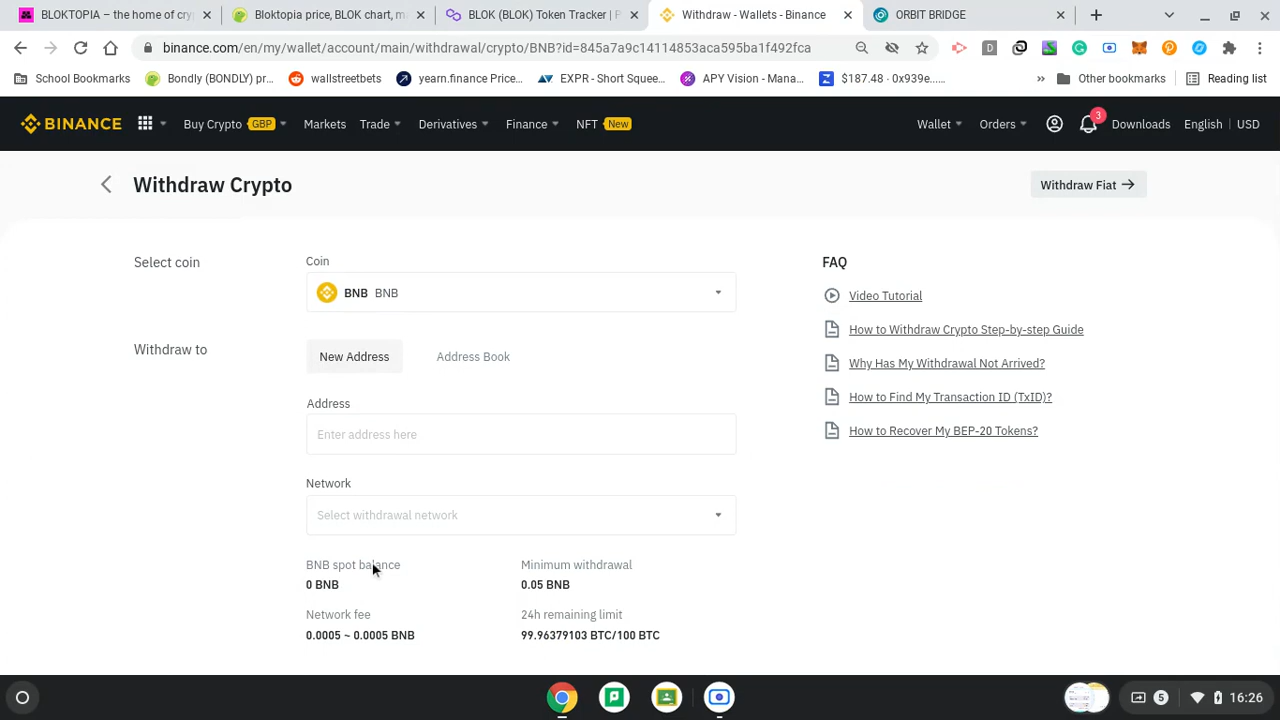 BLOKTOPIA – the home of cry
Bloktopia price, BLOK chart, ma
BLOK (BLOK) Token Tracker | P
Withdraw - Wallets - Binance
ORBIT BRIDGE
binance.com/en/my/wallet/account/main/withdrawal/crypto/BNB?id=845a7a9c14114853aca595ba1f492fca
School Bookmarks
Bondly (BONDLY) pr...
wallstreetbets
yearn.finance Price...
EXPR - Short Squee...
APY Vision - Mana...
$187.48 · 0x939e.....
»
Other bookmarks
Reading list
BINANCE
Buy Crypto GBP
Markets
Trade
Derivatives
Finance
NFT New
Wallet
Orders
3
Downloads
English | USD
Withdraw Crypto
Withdraw Fiat
Select coin
Coin
BNB BNB
Withdraw to
New Address
Address Book
Address
Enter address here
Network
Select withdrawal network
BNB spot balance
0 BNB
Minimum withdrawal
0.05 BNB
Network fee
0.0005 ~ 0.0005 BNB
24h remaining limit
99.96379103 BTC/100 BTC
FAQ
Video Tutorial
How to Withdraw Crypto Step-by-step Guide
Why Has My Withdrawal Not Arrived?
How to Find My Transaction ID (TxID)?
How to Recover My BEP-20 Tokens?
5
16:26